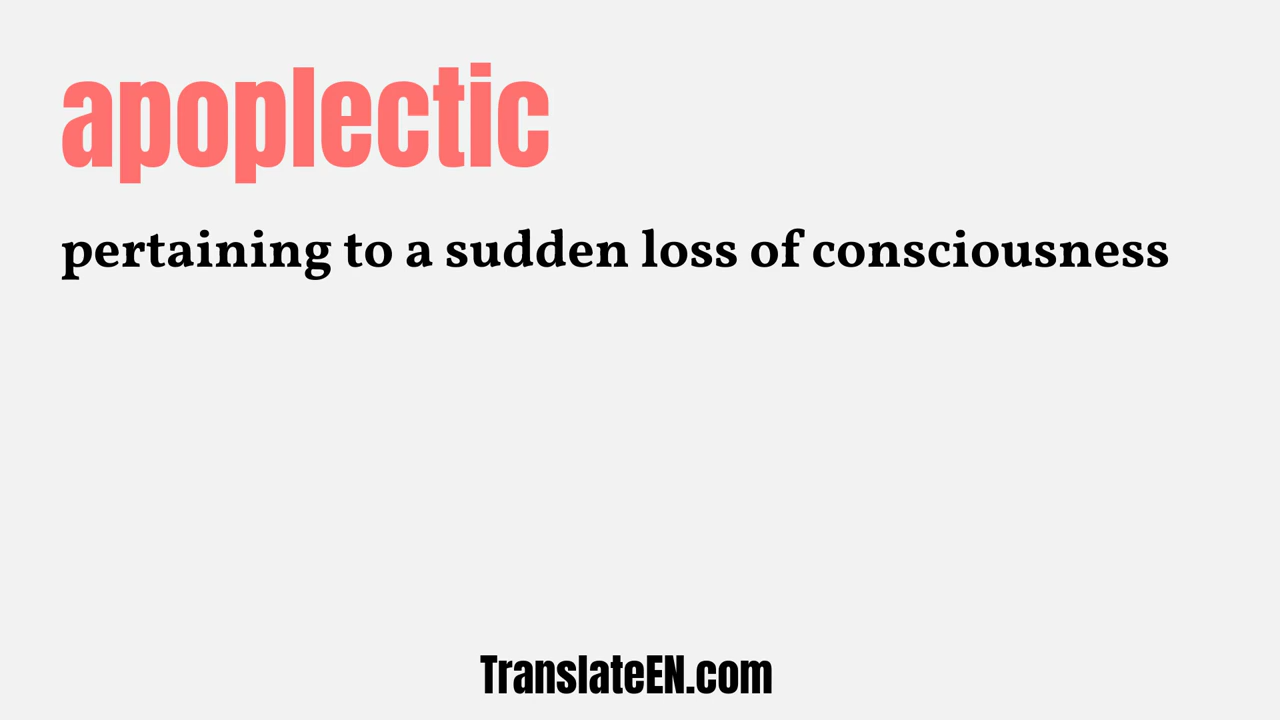 apoplectic
pertaining to a sudden loss of consciousness
TranslateEN.com